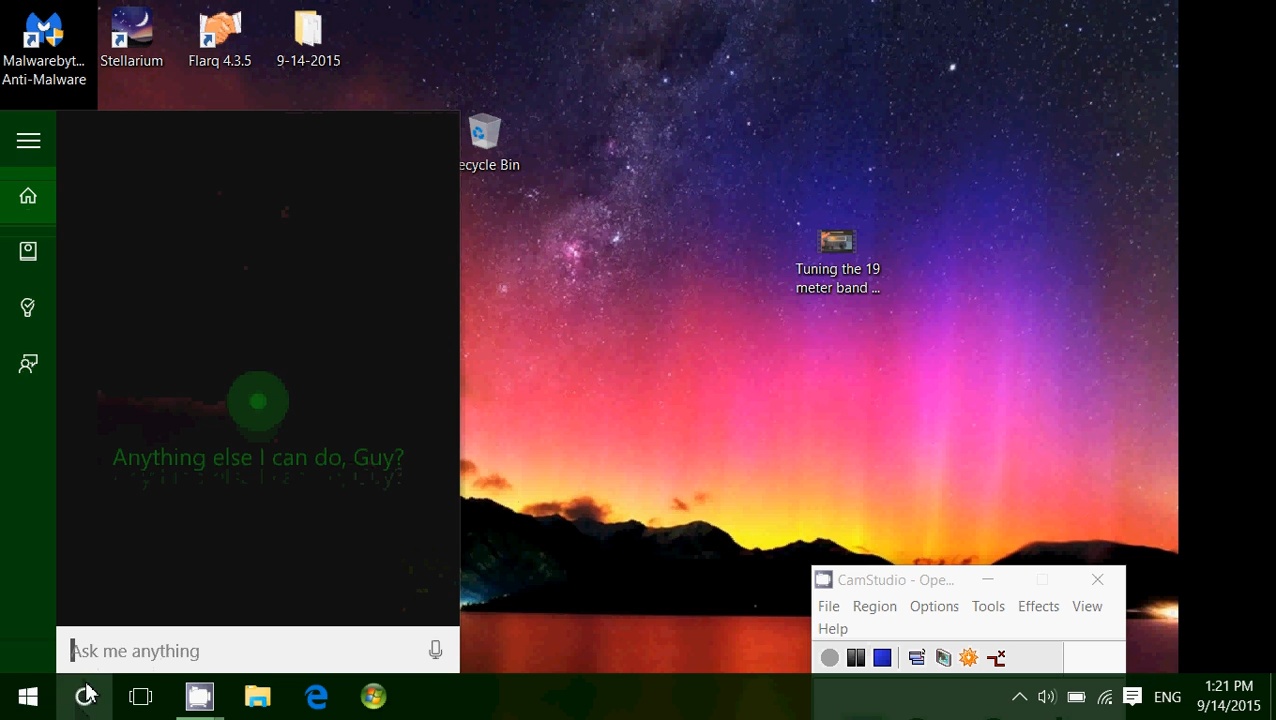 Malwarebyt...
Anti-Malware
Stellarium
Flarq 4.3.5
9-14-2015
ecycle Bin
Tuning the 19
meter band ...
Anything else I can do, Guy?
Ask me anything
CamStudio - Ope...
File Region Options Tools Effects View
Help
ENG
1:21 PM
9/14/2015